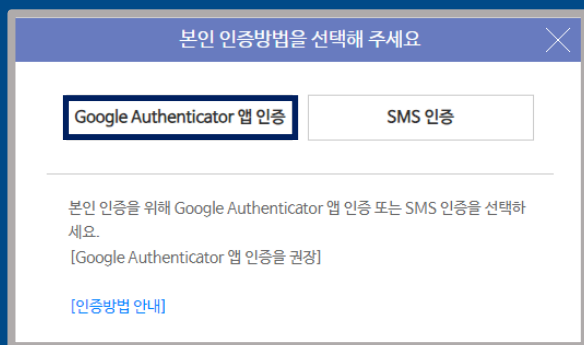 본인 인증방법을 선택해 주세요
Google Authenticator 앱 인증
SMS 인증
본인 인증을 위해 Google Authenticator 앱 인증 또는 SMS 인증을 선택하
세요.
[Google Authenticator 앱 인증을 권장]
[인증방법 안내]